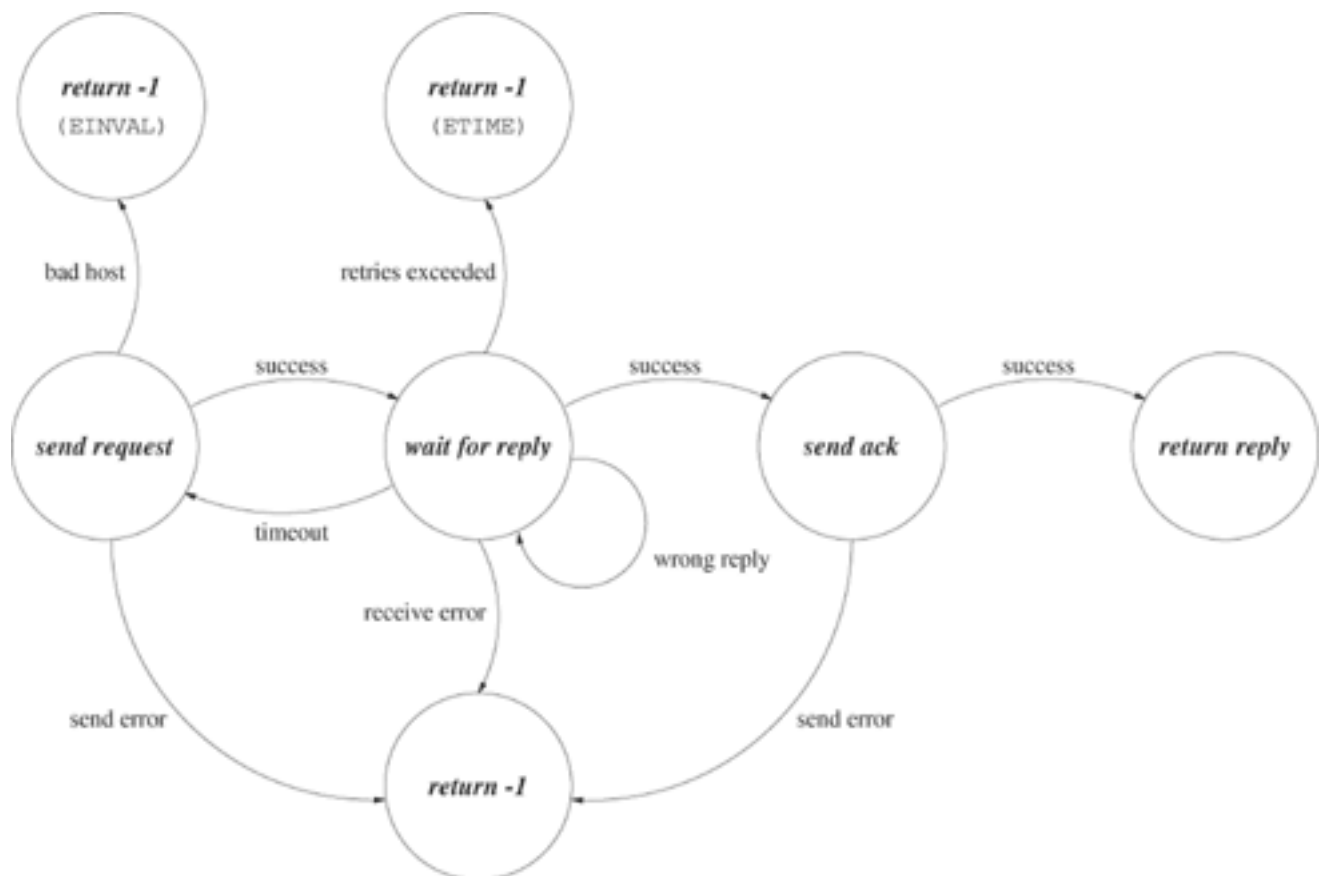 return -1
(EINVAL)
return -1
(ETIME)
bad host
retries exceeded
success
success
success
send request
wait for reply
send ack
return reply
timeout
wrong reply
receive error
send error
send error
return -1